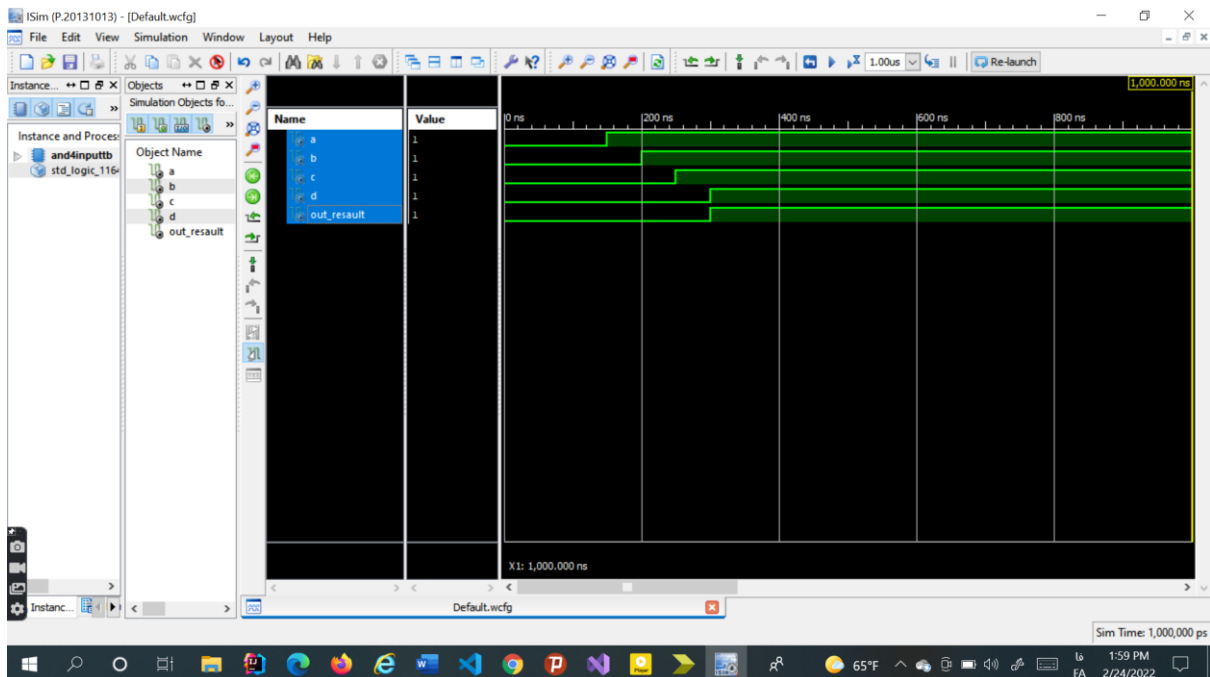 ISim (P.20131013) - [Default.wcfg]
File Edit View Simulation Window Layout Help
1.00us
Re-launch
Instance...
Objects
Simulation Objects fo...
Instance and Process
and4inputtb
std_logic_1164
Object Name
a
b
c
d
out_resault
Name
Value
a 1
b 1
c 1
d 1
out_resault 1
1,000.000 ns
0 ns 200 ns 400 ns 600 ns 800 ns
X1: 1,000.000 ns
Instanc...
Default.wcfg
Sim Time: 1,000,000 ps
65°F
فا
FA
1:59 PM
2/24/2022